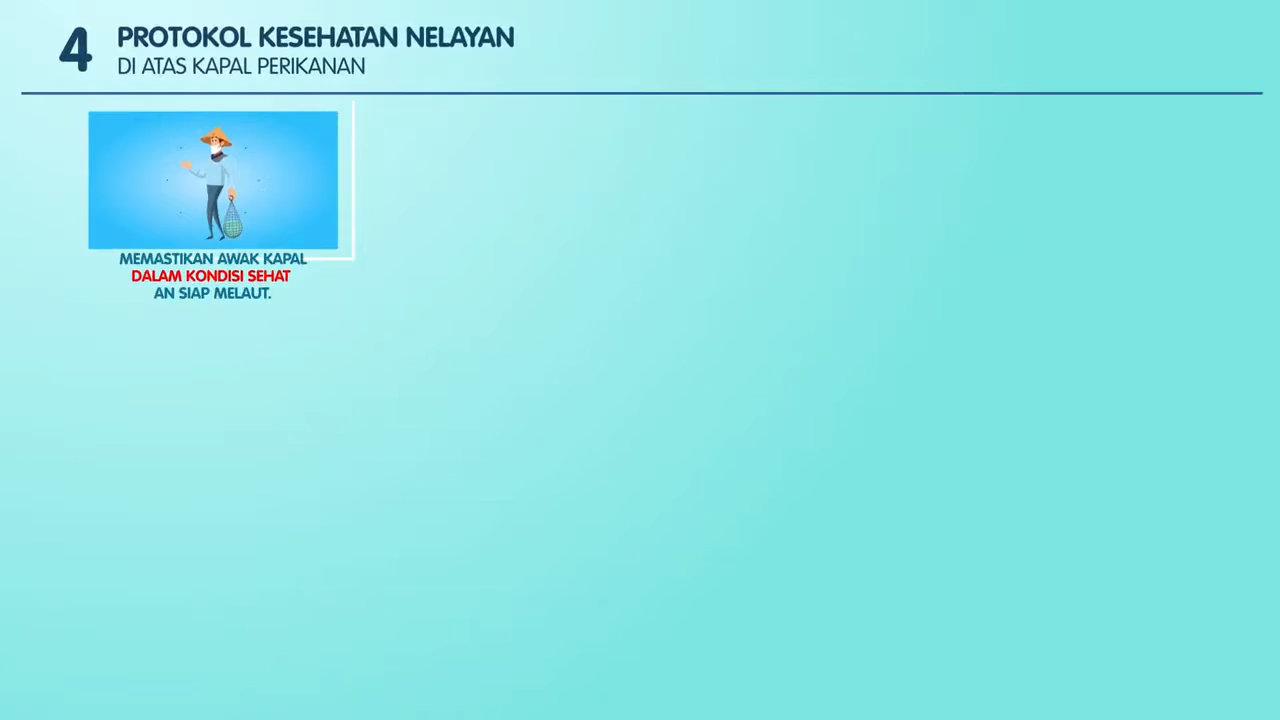 4
PROTOKOL KESEHATAN NELAYAN
DI ATAS KAPAL PERIKANAN
MEMASTIKAN AWAK KAPAL
DALAM KONDISI SEHAT
AN SIAP MELAUT.